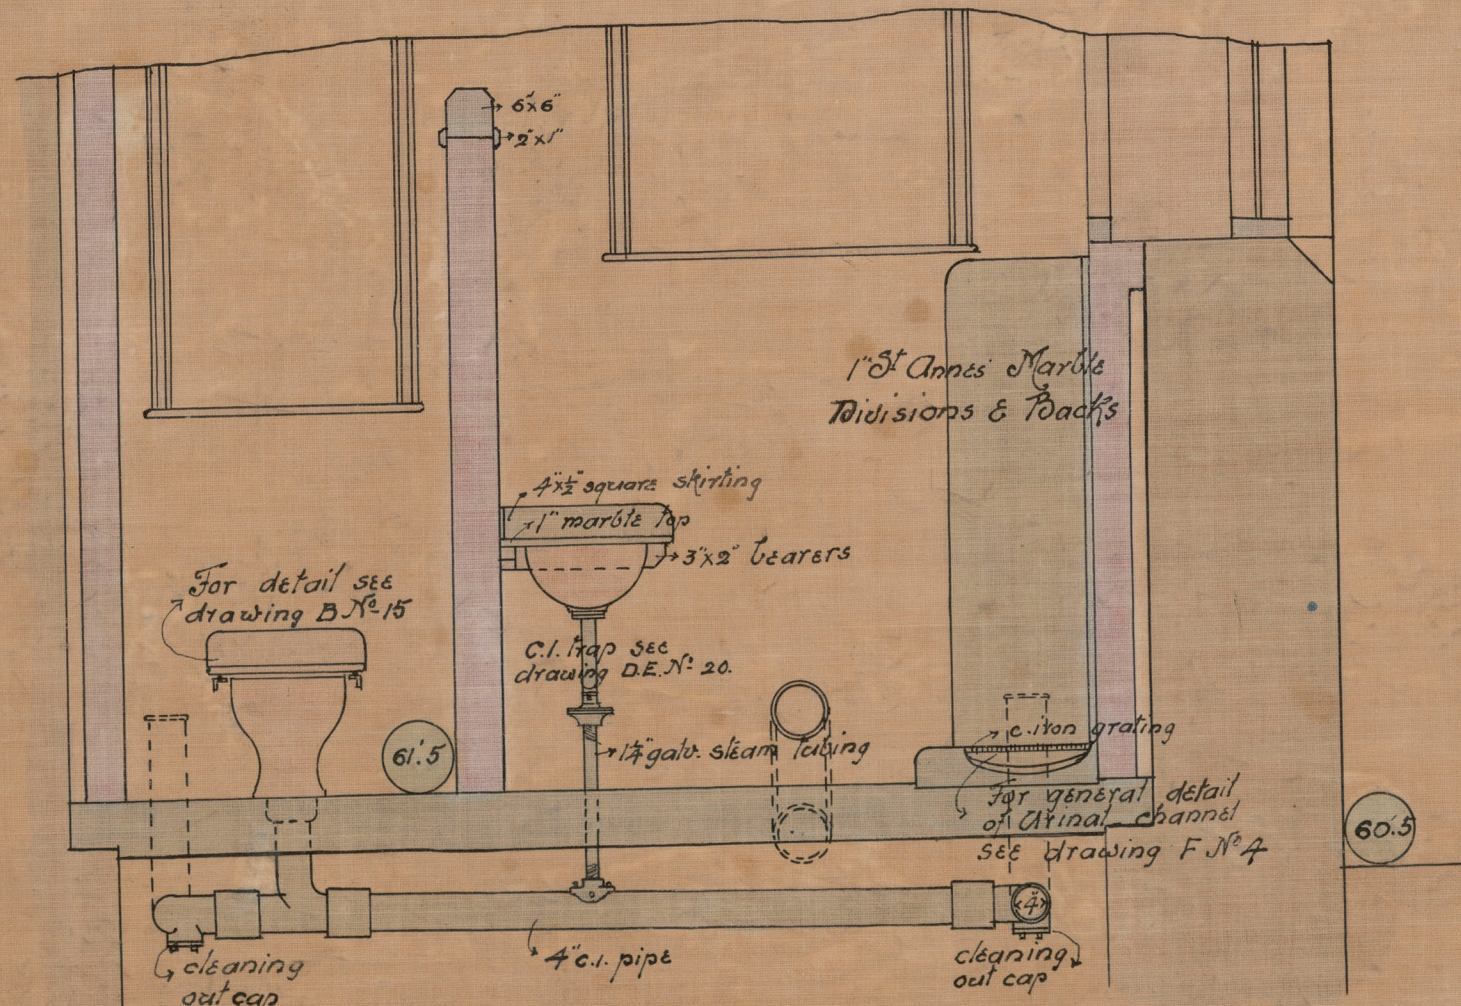 6"x6"
2"x1"
1" St Annes' Marble
Divisions & Backs
4"x½" square skirting
1" marble top
3"x2" bearers
For detail see
drawing B No-15
C.I. trap see
drawing D.E. No 20.
61'.5
1¼" galv. steam tubing
c. iron grating
For general detail
of Urinal channel
see drawing F No 4
60'.5
4"
cleaning
out cap
4" c.i. pipe
cleaning
out cap